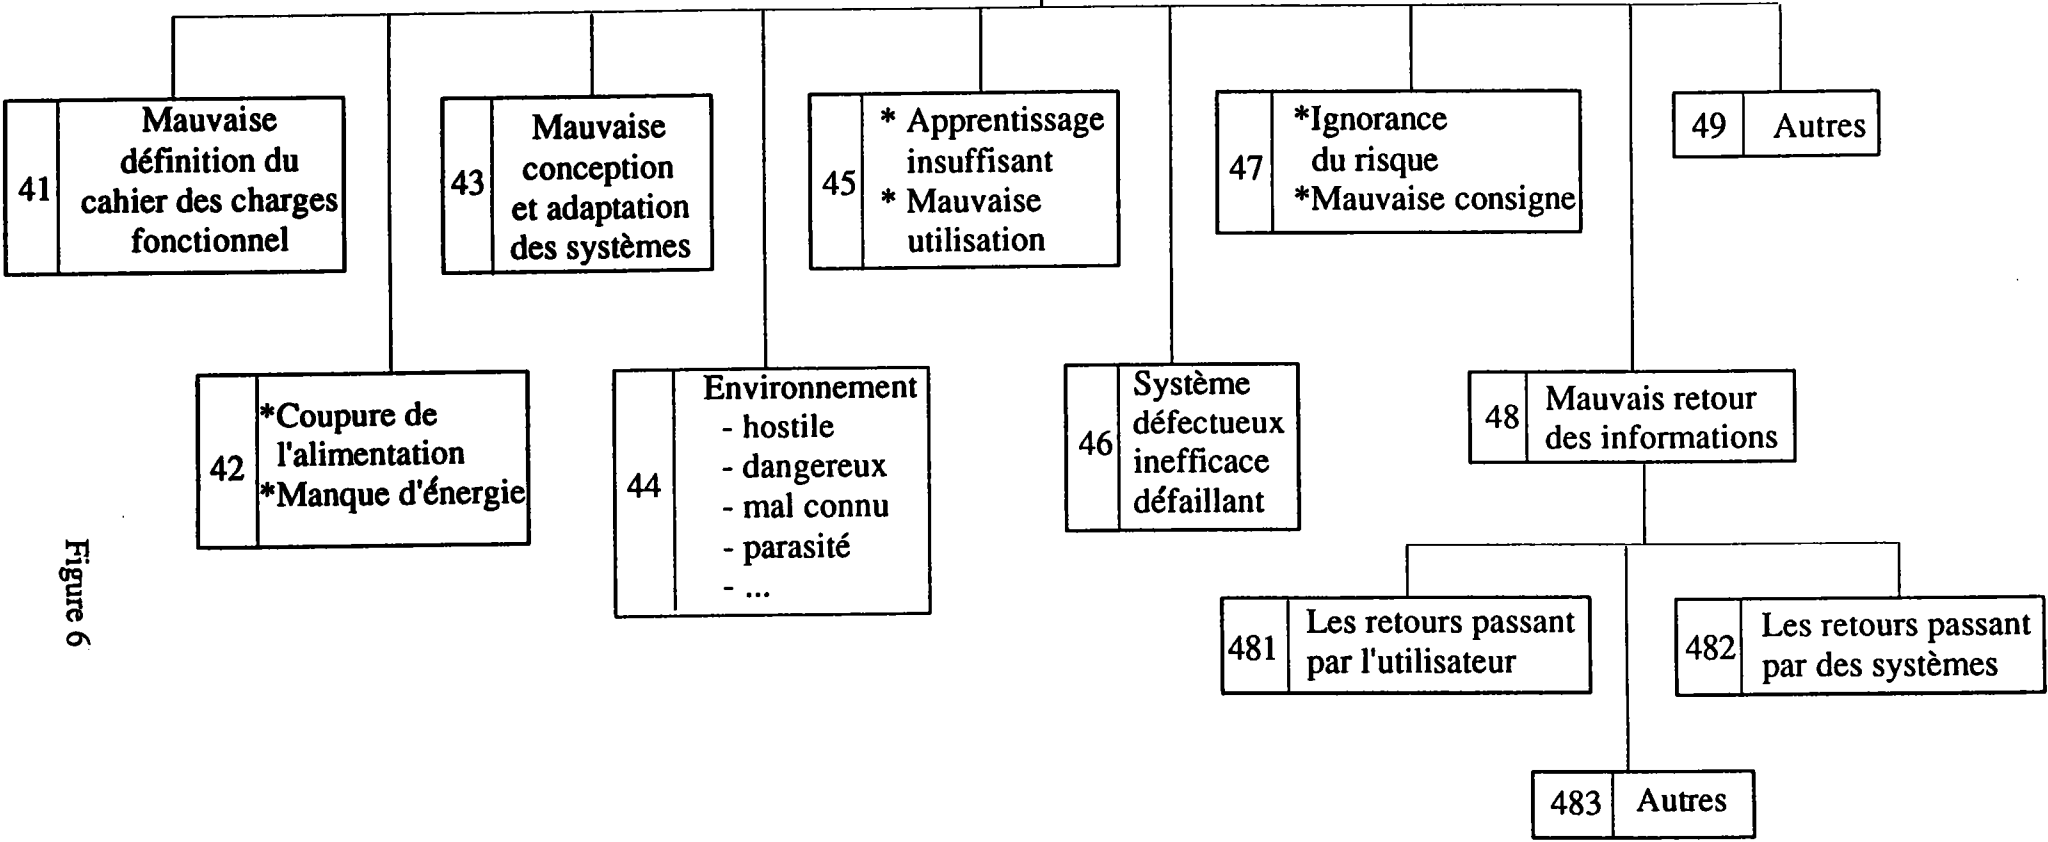 41
Mauvaise
définition du
cahier des charges
fonctionnel
43
Mauvaise
conception
et adaptation
des systèmes
45
* Apprentissage
insuffisant
* Mauvaise
utilisation
47
*Ignorance
du risque
*Mauvaise consigne
49
Autres
42
*Coupure de
l'alimentation
*Manque d'énergie
44
Environnement
- hostile
- dangereux
- mal connu
- parasité
- ...
46
Système
défectueux
inefficace
défaillant
48
Mauvais retour
des informations
481
Les retours passant
par l'utilisateur
482
Les retours passant
par des systèmes
483
Autres
Figure 6